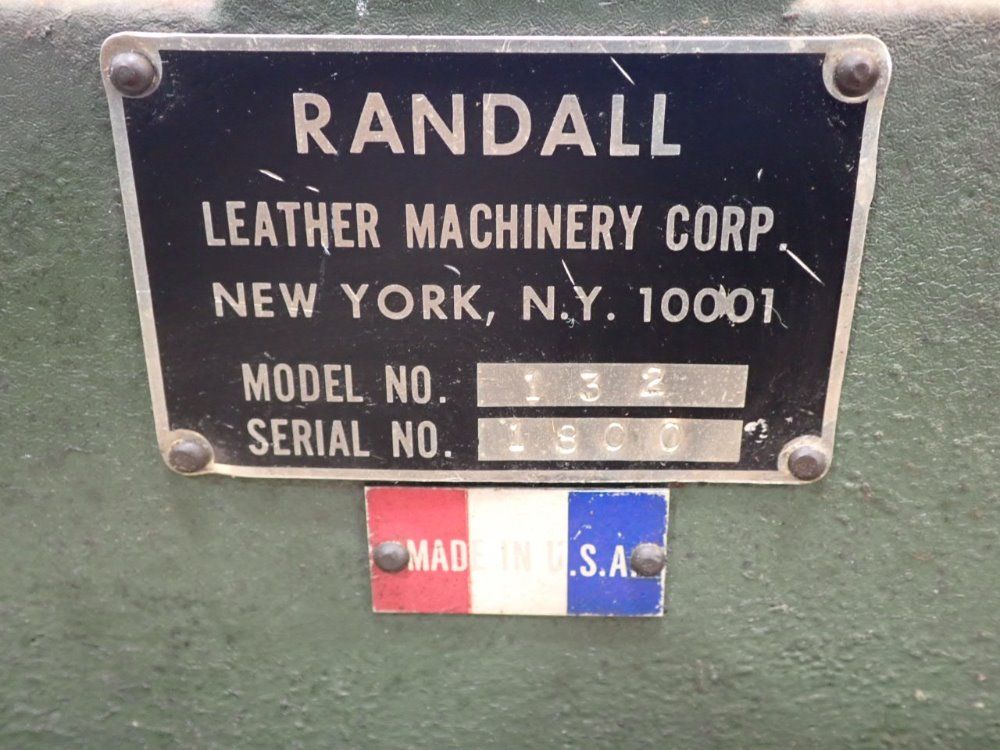 RANDALL
LEATHER MACHINERY CORP.
NEW YORK, N.Y. 10001
MODEL NO. 132
SERIAL NO. 1800
MADE IN U.S.A.